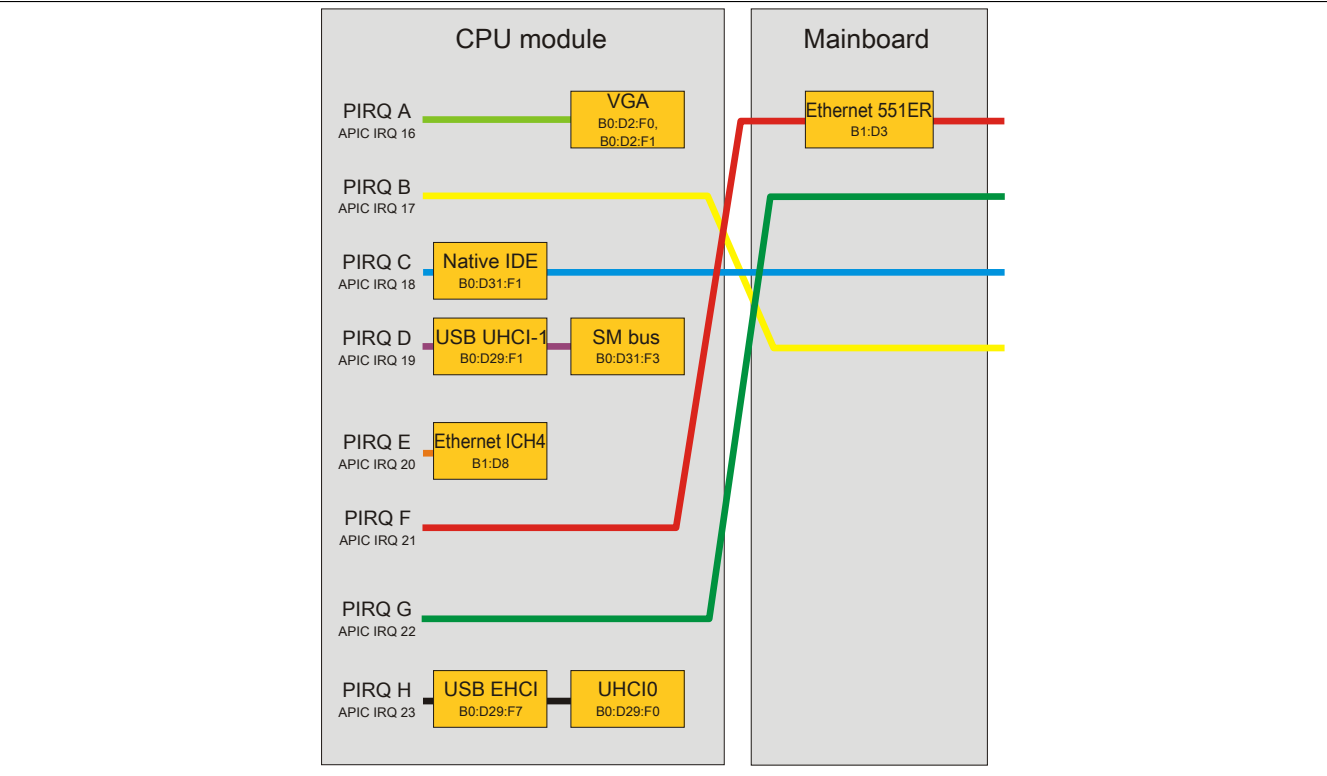 CPU module
Mainboard
PIRQ A
APIC IRQ 16
VGA
B0:D2:F0,
B0:D2:F1
Ethernet 551ER
B1:D3
PIRQ B
APIC IRQ 17
PIRQ C
APIC IRQ 18
Native IDE
B0:D31:F1
PIRQ D
APIC IRQ 19
USB UHCI-1
B0:D29:F1
SM bus
B0:D31:F3
PIRQ E
APIC IRQ 20
Ethernet ICH4
B1:D8
PIRQ F
APIC IRQ 21
PIRQ G
APIC IRQ 22
PIRQ H
APIC IRQ 23
USB EHCI
B0:D29:F7
UHCI0
B0:D29:F0